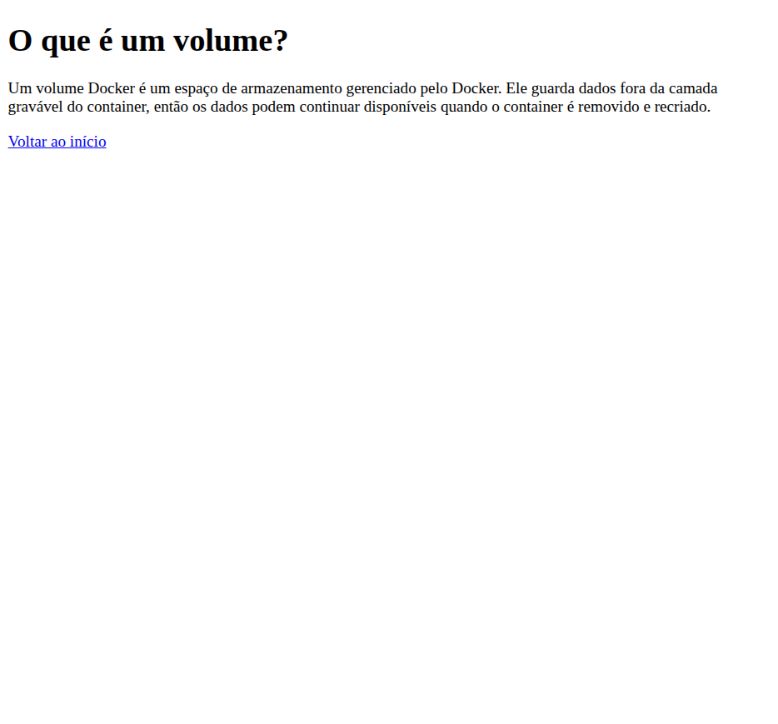 O que é um volume?
Um volume Docker é um espaço de armazenamento gerenciado pelo Docker. Ele guarda dados fora da camada
gravável do container, então os dados podem continuar disponíveis quando o container é removido e recriado.
Voltar ao início